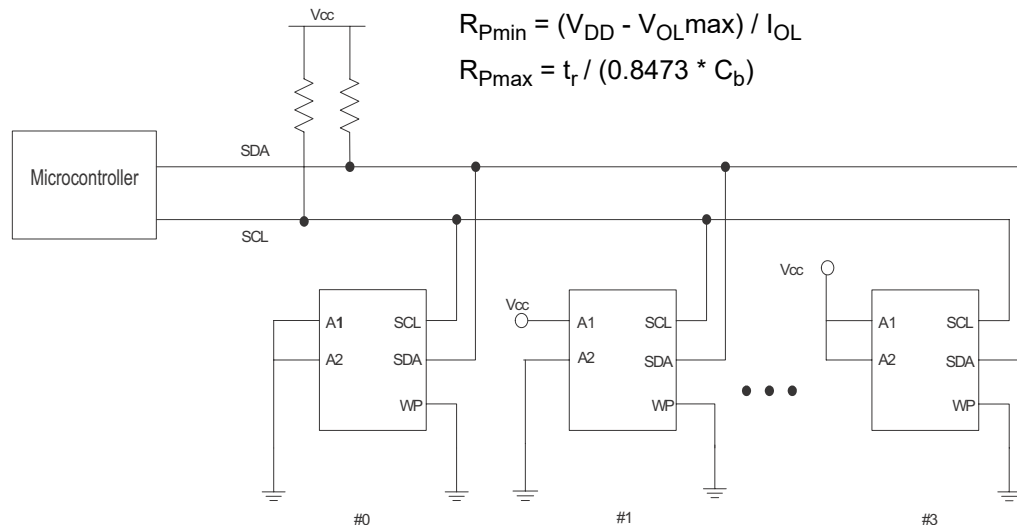 Vcc
R_Pmin = (V_DD - V_OLmax) / I_OL
R_Pmax = t_r / (0.8473 * C_b)
SDA
Microcontroller
SCL
Vcc
Vcc
A1 SCL
A2 SDA
WP
A1 SCL
A2 SDA
WP
A1 SCL
A2 SDA
WP
#0
#1
#3